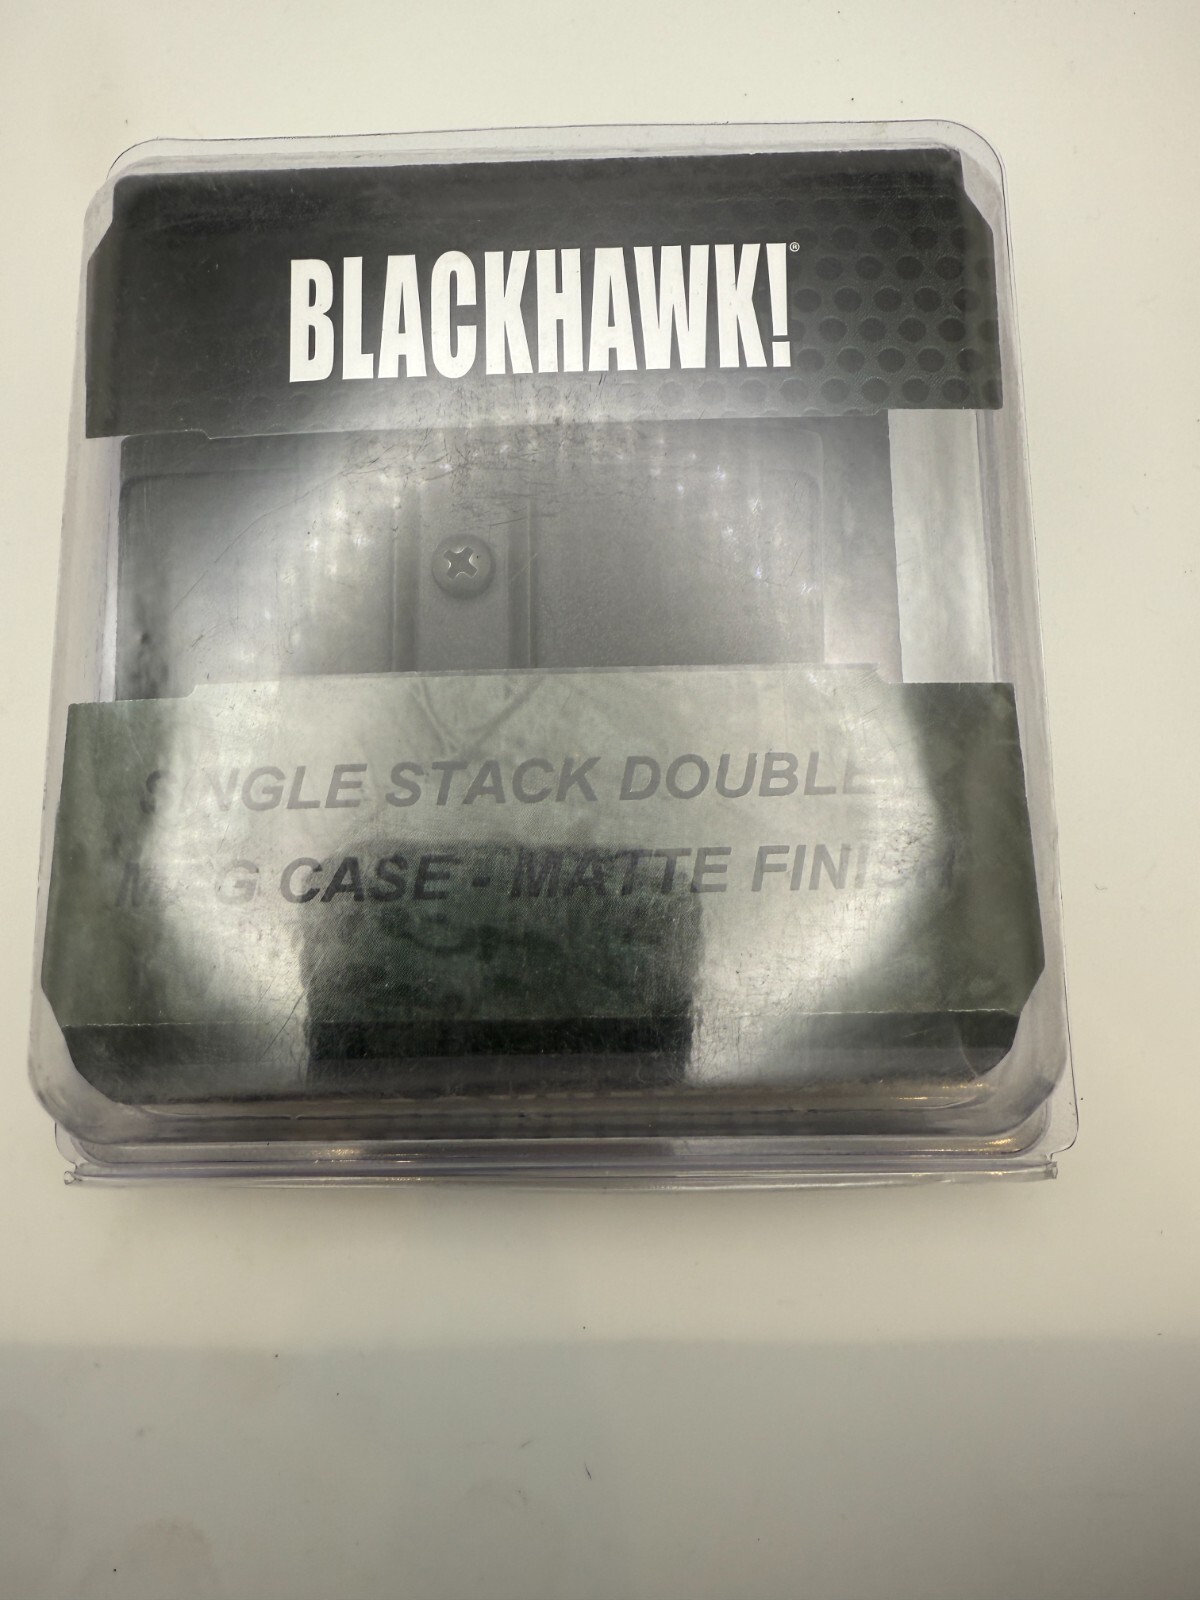 BLACKHAWK!®
SINGLE STACK DOUBLE
MAG CASE - MATTE FINISH